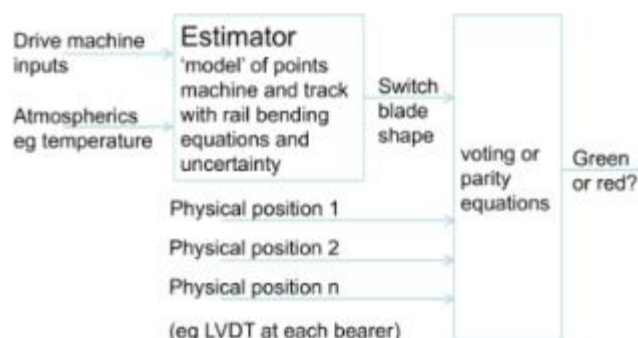 Drive machine
inputs
Atmospherics
eg temperature
Estimator
'model' of points
machine and track
with rail bending
equations and
uncertainty
Switch
blade
shape
Physical position 1
Physical position 2
Physical position n
(eg LVDT at each bearer)
voting or
parity
equations
Green
or red?